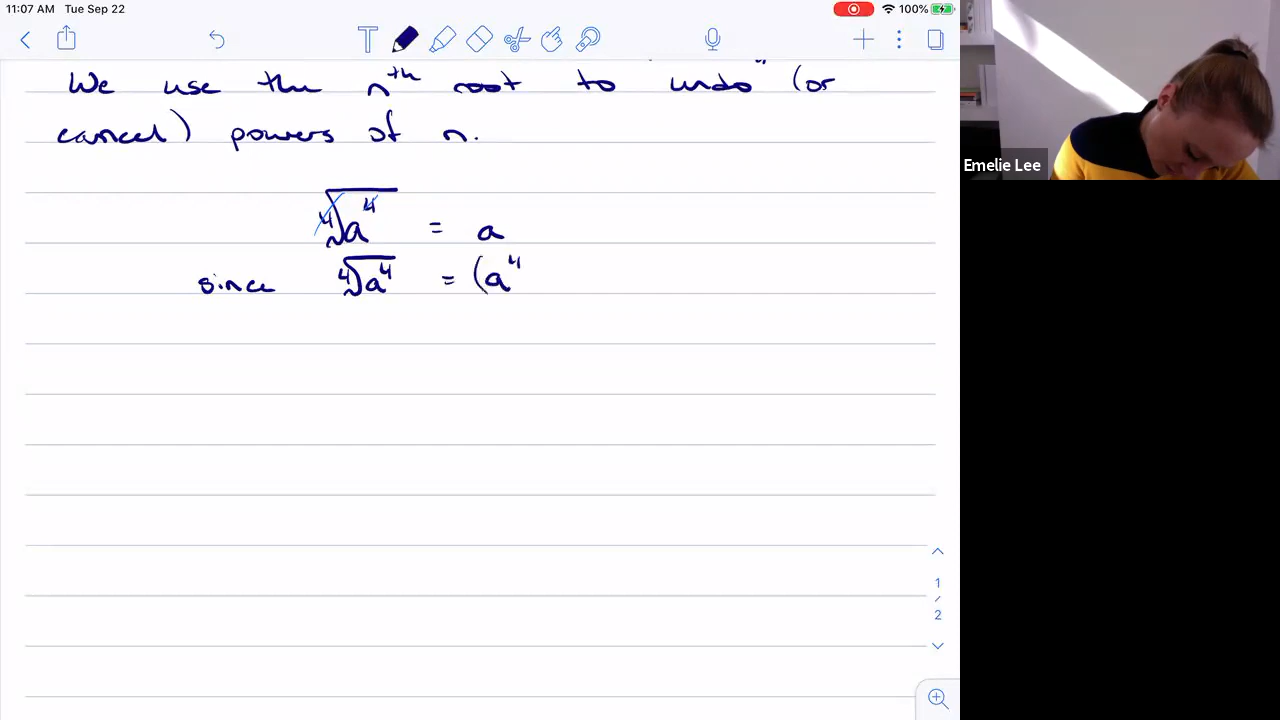 11:07 AM Tue Sep 22
100%
We use the nᵗʰ root to undo" (or
cancel) powers of n.
⁴√a⁴ = a
since ⁴√a⁴ = (a⁴
Emelie Lee
1
/
2